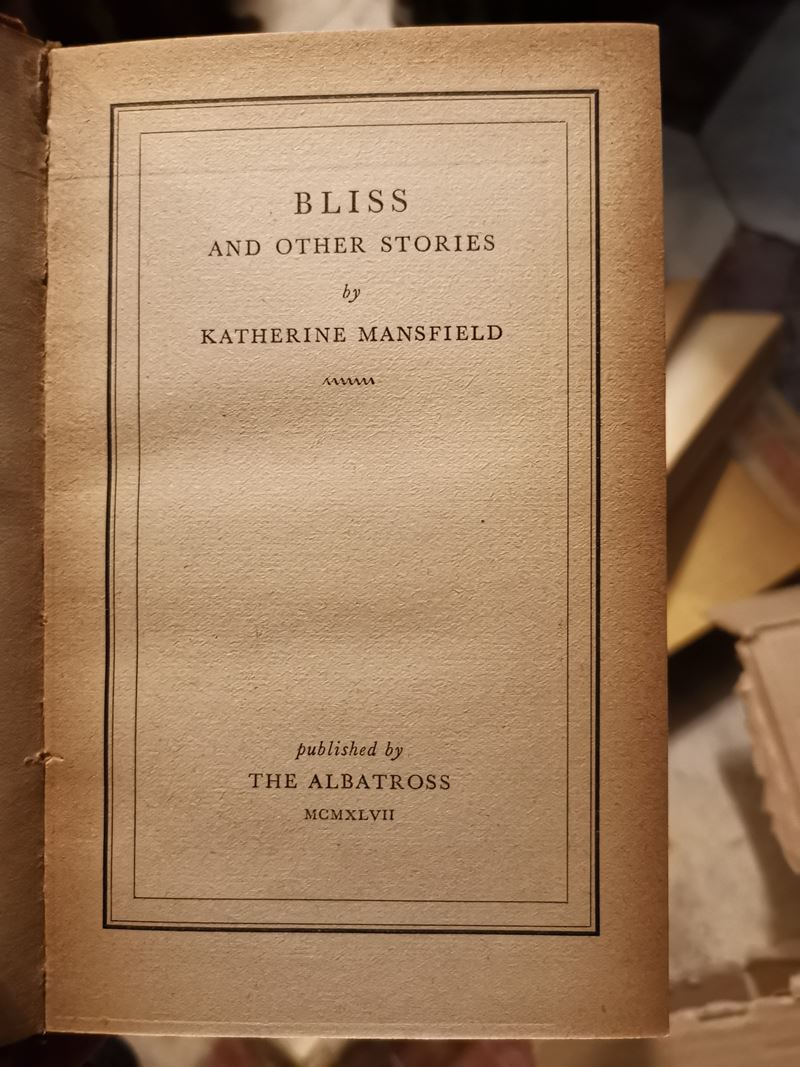 BLISS
AND OTHER STORIES
by
KATHERINE MANSFIELD
published by
THE ALBATROSS
MCMXLVII